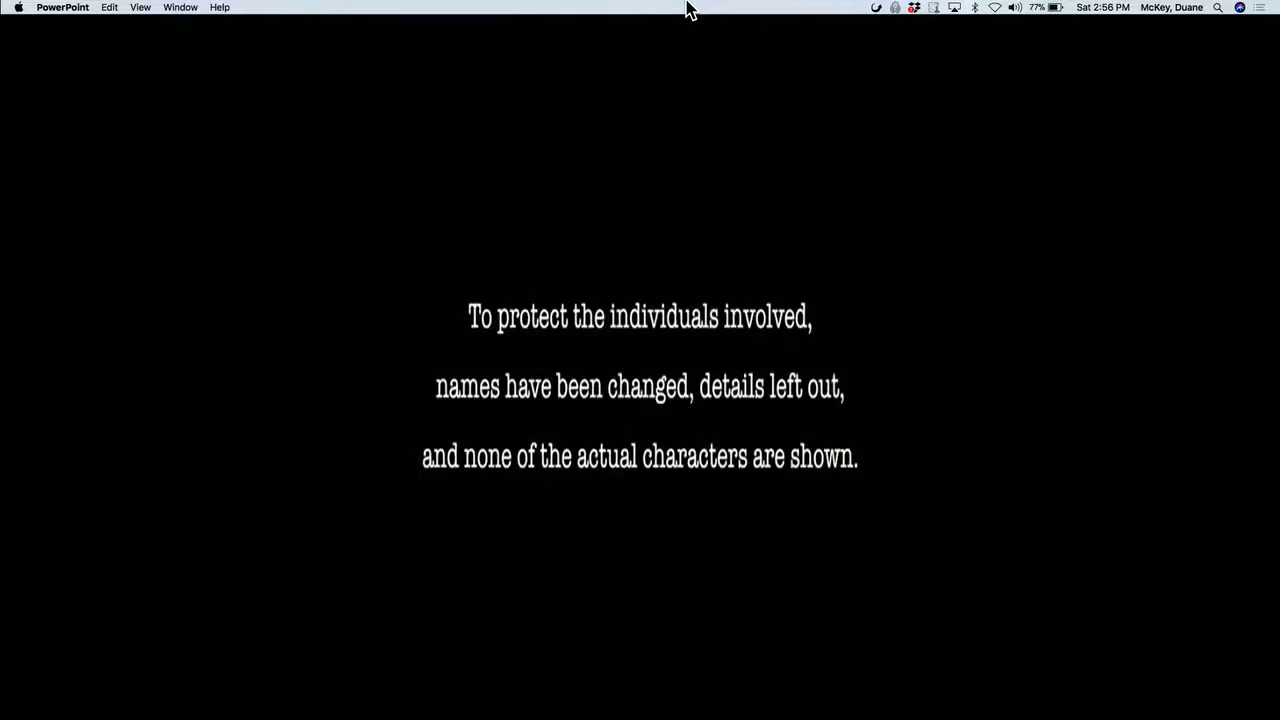 PowerPoint Edit View Window Help 77% Sat 2:56 PM McKey, Duane
To protect the individuals involved,
names have been changed, details left out,
and none of the actual characters are shown.